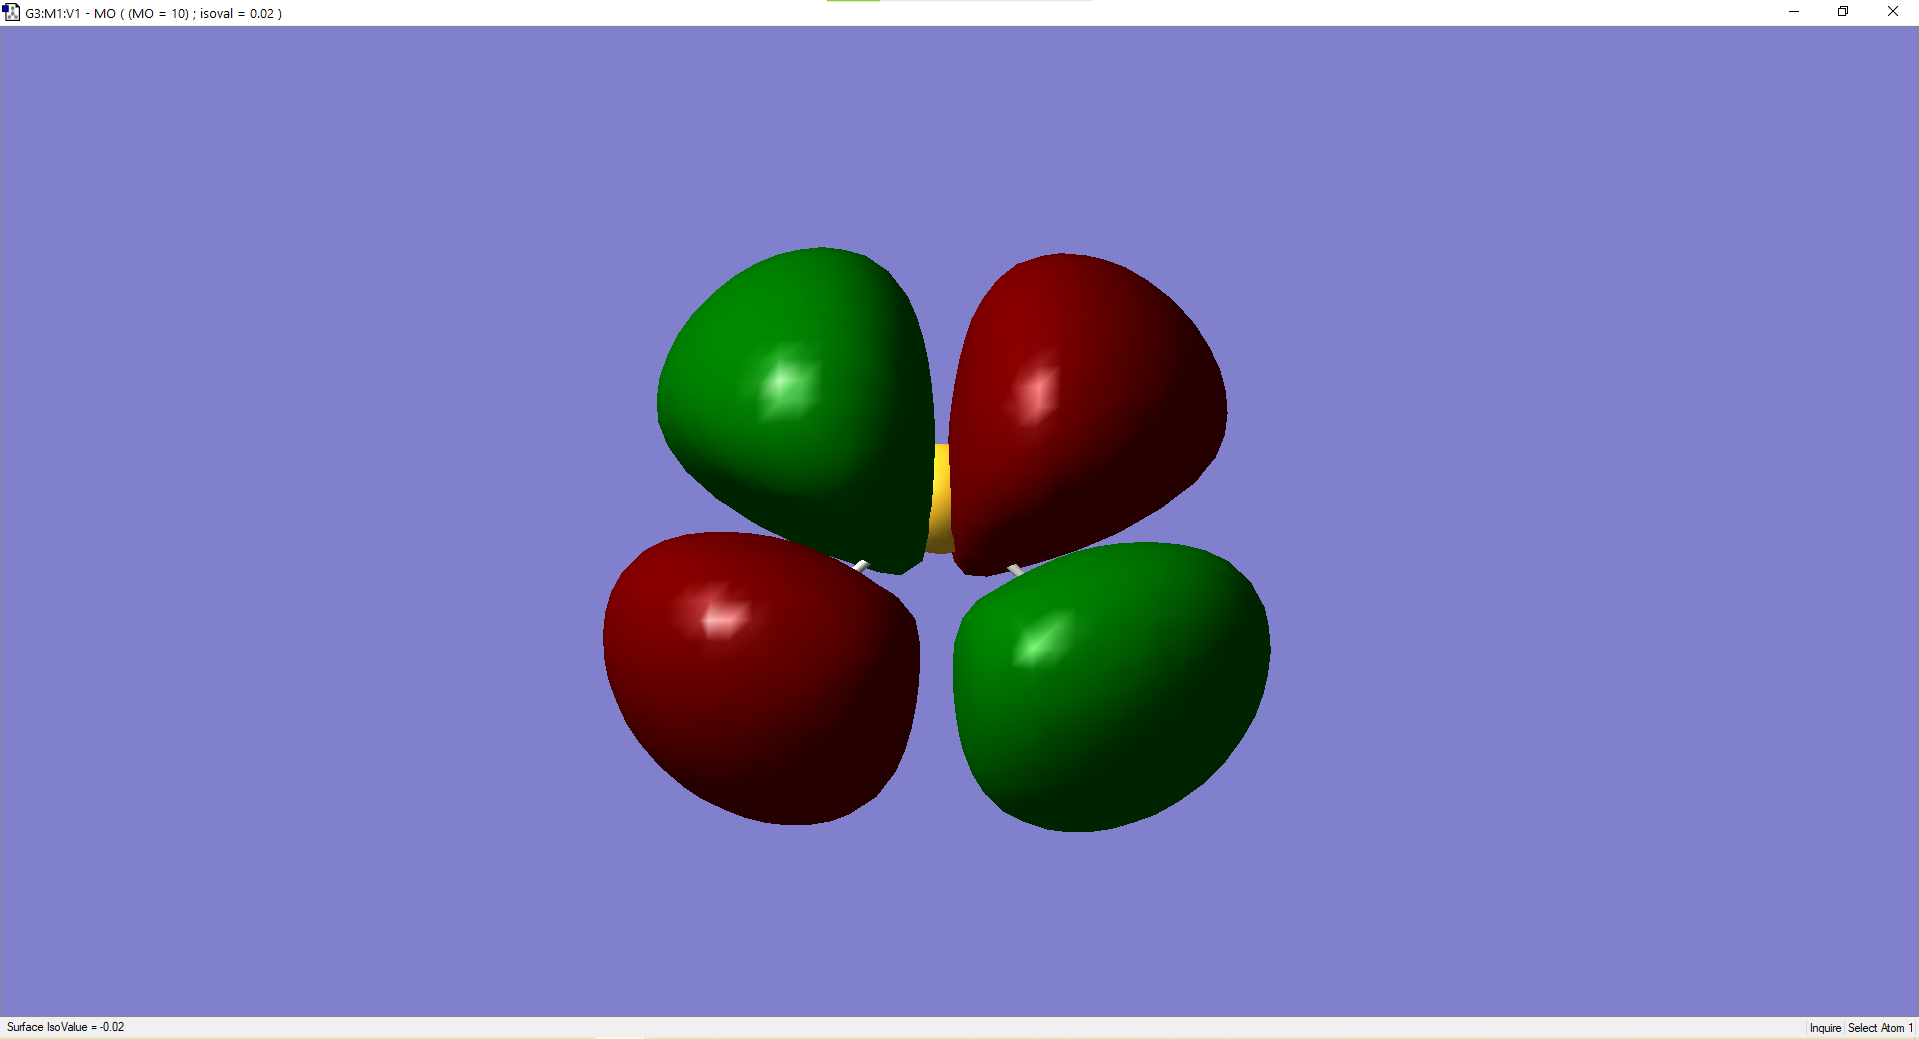 G3:M1:V1 - MO ( (MO = 10) ; isoval = 0.02 )
Surface IsoValue = -0.02
Inquire Select Atom 1